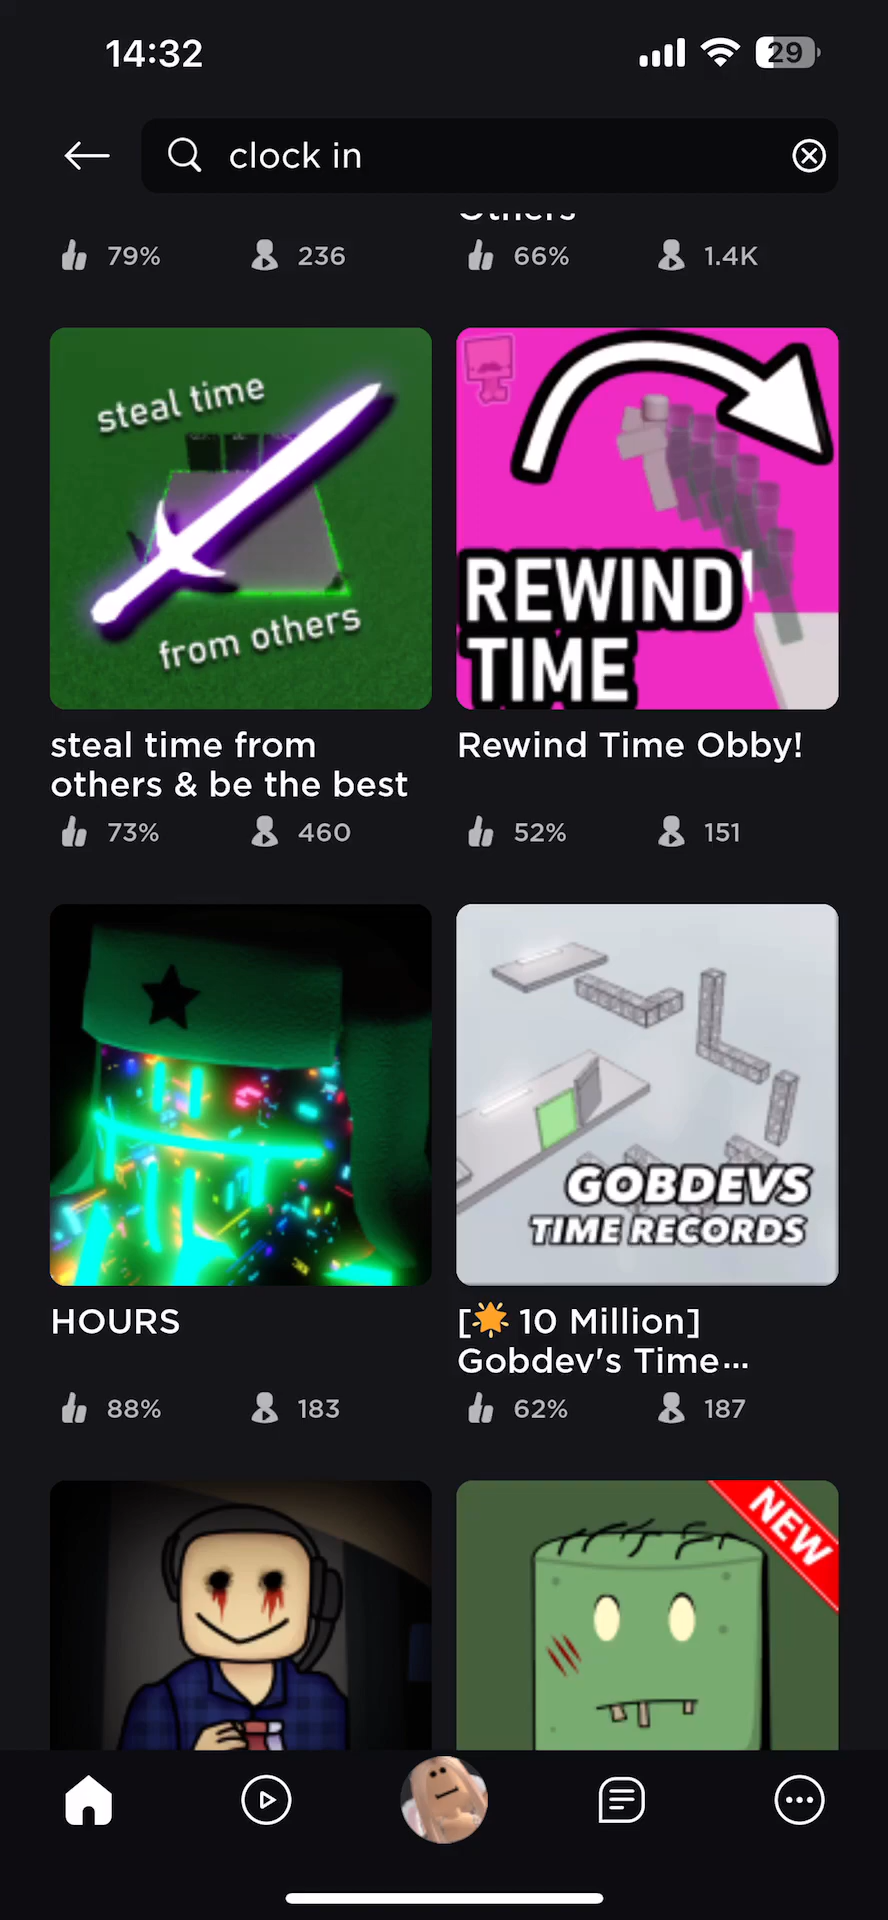 14:32
29
clock in
Others
79%
236
66%
1.4K
steal time
from others
REWIND
TIME
steal time from
others & be the best
73%
460
Rewind Time Obby!
52%
151
GOBDEVS
TIME RECORDS
HOURS
88%
183
[🌟 10 Million]
Gobdev's Time...
62%
187
NEW